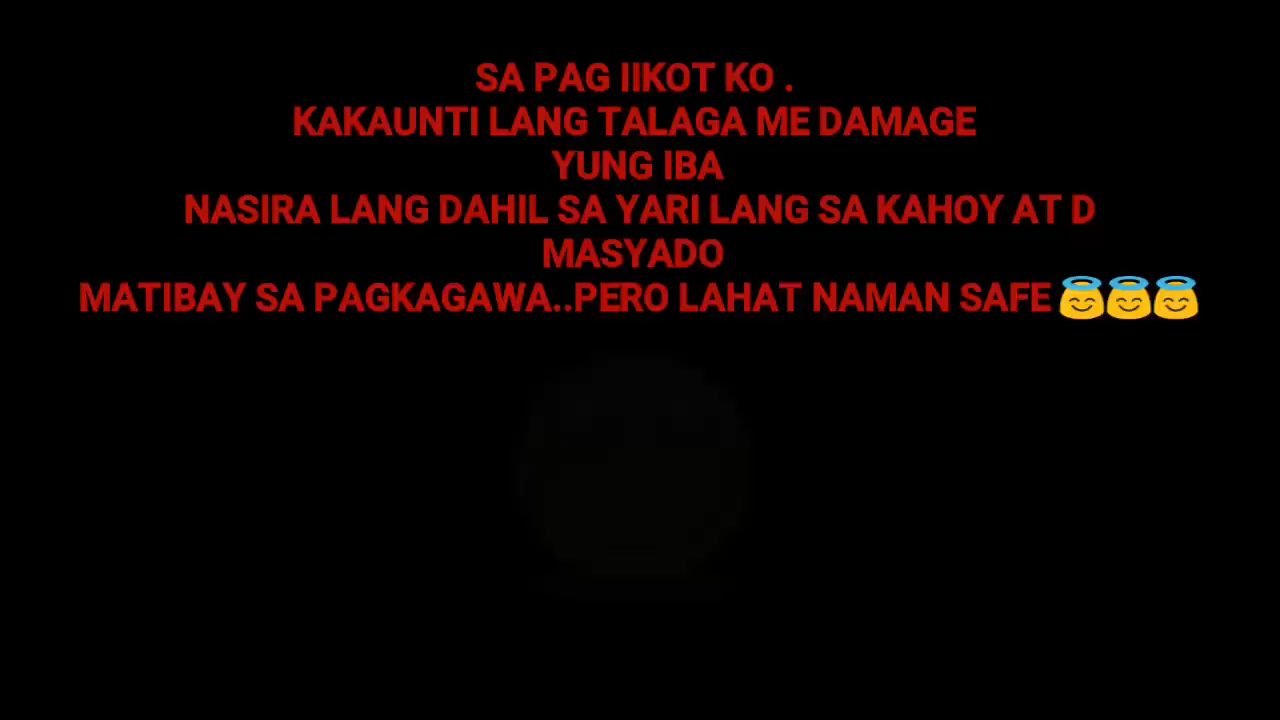 SA PAG IIKOT KO .
KAKAUNTI LANG TALAGA ME DAMAGE
YUNG IBA
NASIRA LANG DAHIL SA YARI LANG SA KAHOY AT D
MASYADO
MATIBAY SA PAGKAGAWA..PERO LAHAT NAMAN SAFE 😇😇😇